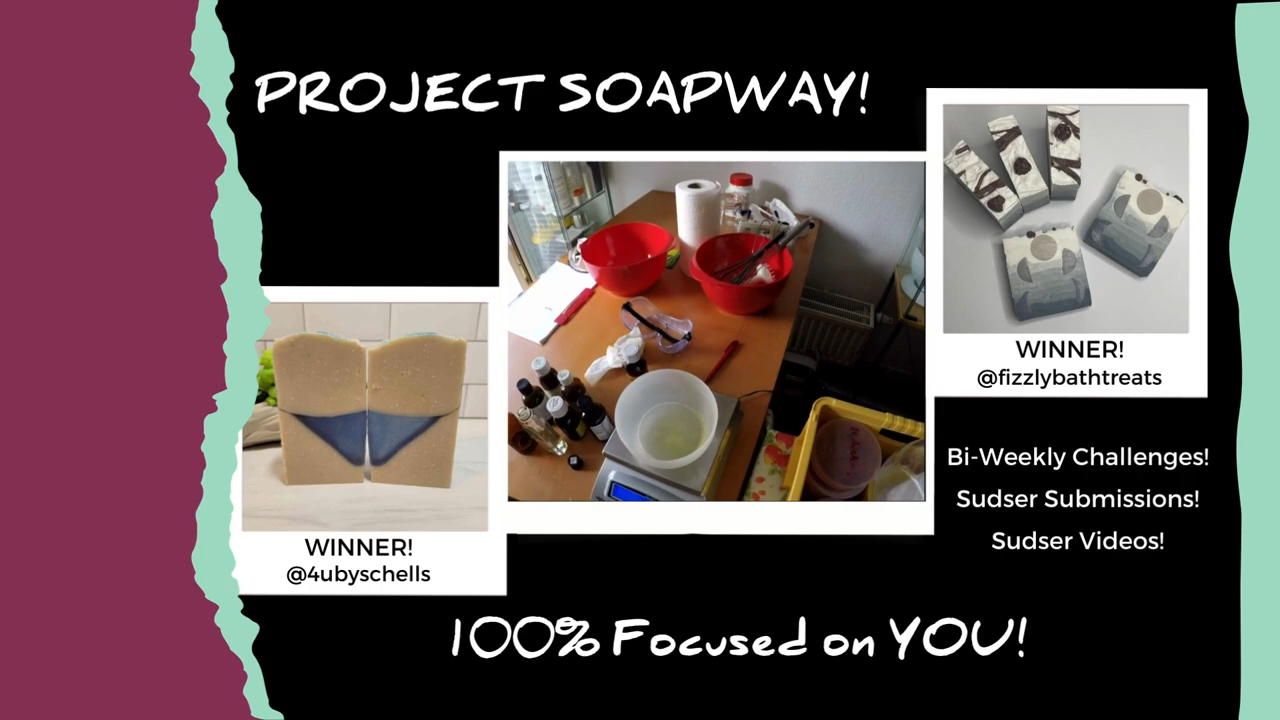 PROJECT SOAPWAY!
WINNER!
@fizzlybathtreats
Bi-Weekly Challenges!
Sudser Submissions!
Sudser Videos!
WINNER!
@4ubyschells
100% Focused on YOU!